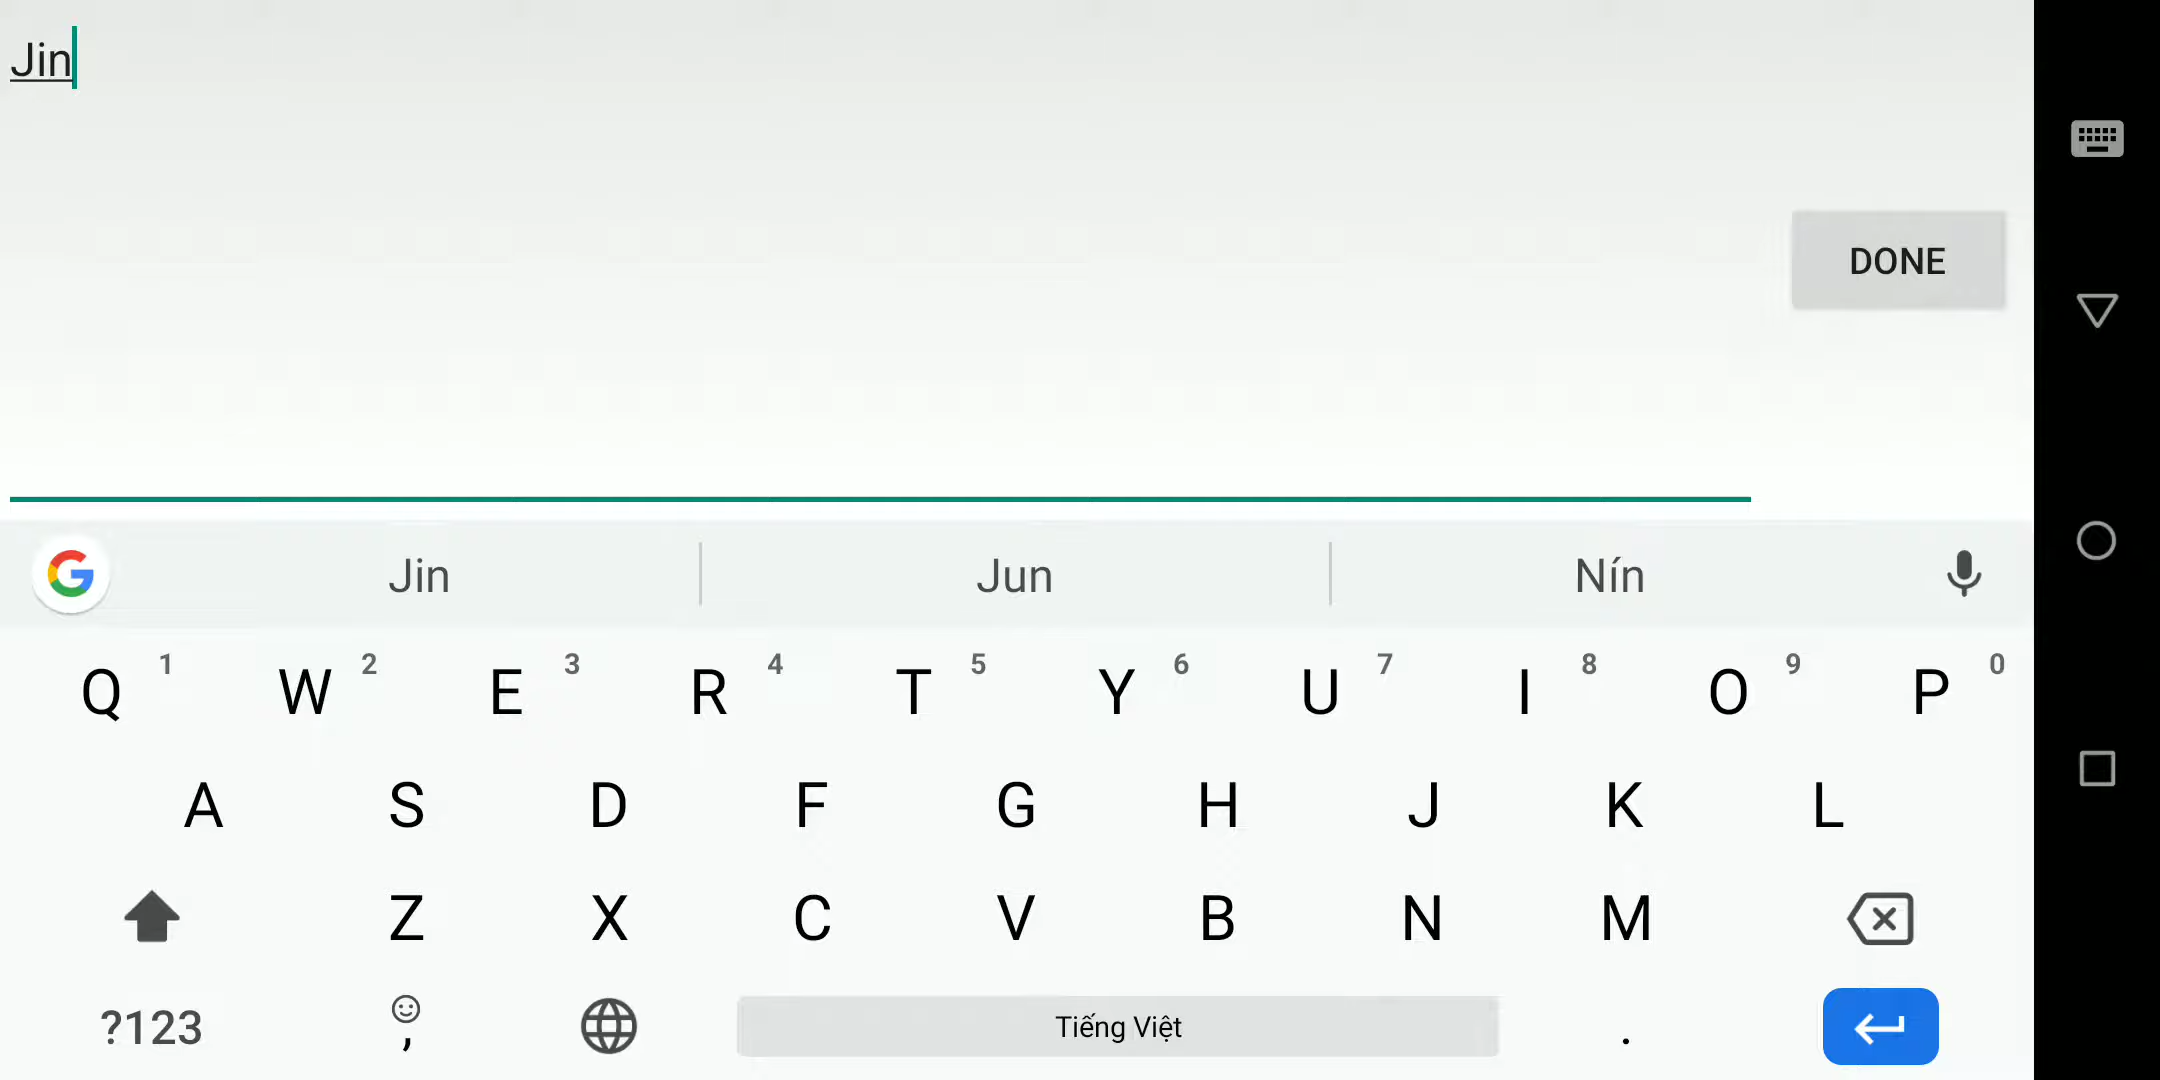 Jin
DONE
G Jin Jun Nín
Q 1 W 2 E 3 R 4 T 5 Y 6 U 7 I 8 O 9 P 0
A S D F G H J K L
Z X C V B N M
?123 , Tiếng Việt .